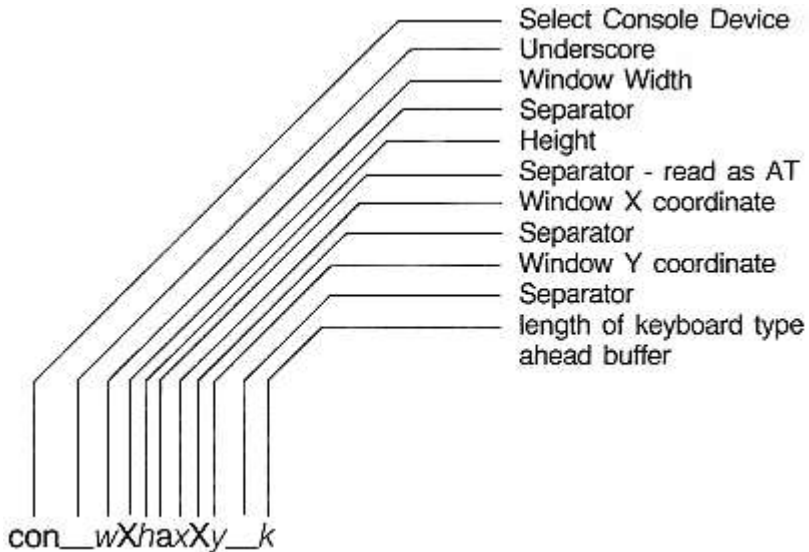 Select Console Device
Underscore
Window Width
Separator
Height
Separator - read as AT
Window X coordinate
Separator
Window Y coordinate
Separator
length of keyboard type
ahead buffer
con__wXhaxXy__k